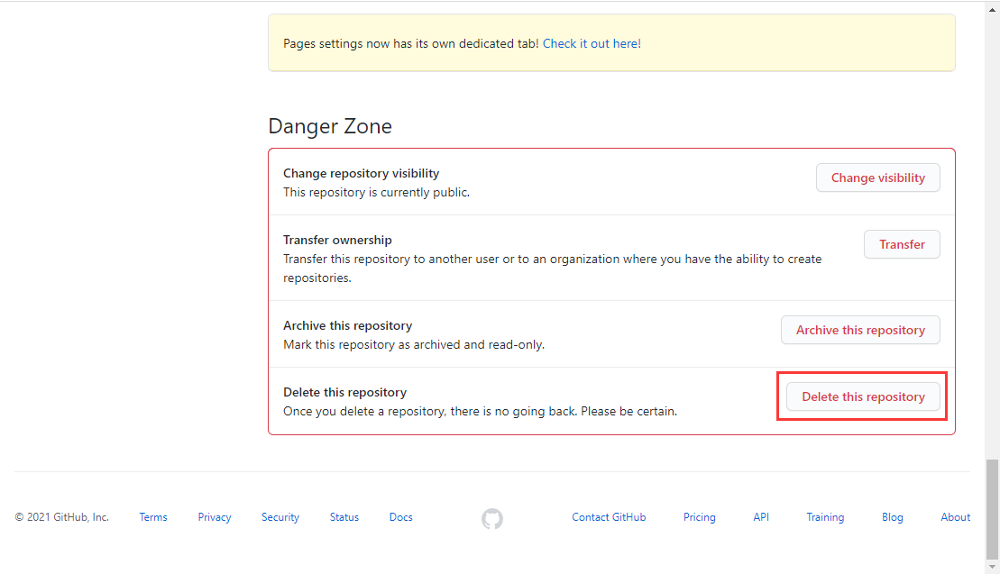 Pages settings now has its own dedicated tab! Check it out here!
Danger Zone
Change repository visibility
This repository is currently public.
Change visibility
Transfer ownership
Transfer this repository to another user or to an organization where you have the ability to create
repositories.
Transfer
Archive this repository
Mark this repository as archived and read-only.
Archive this repository
Delete this repository
Once you delete a repository, there is no going back. Please be certain.
Delete this repository
© 2021 GitHub, Inc. Terms Privacy Security Status Docs Contact GitHub Pricing API Training Blog About